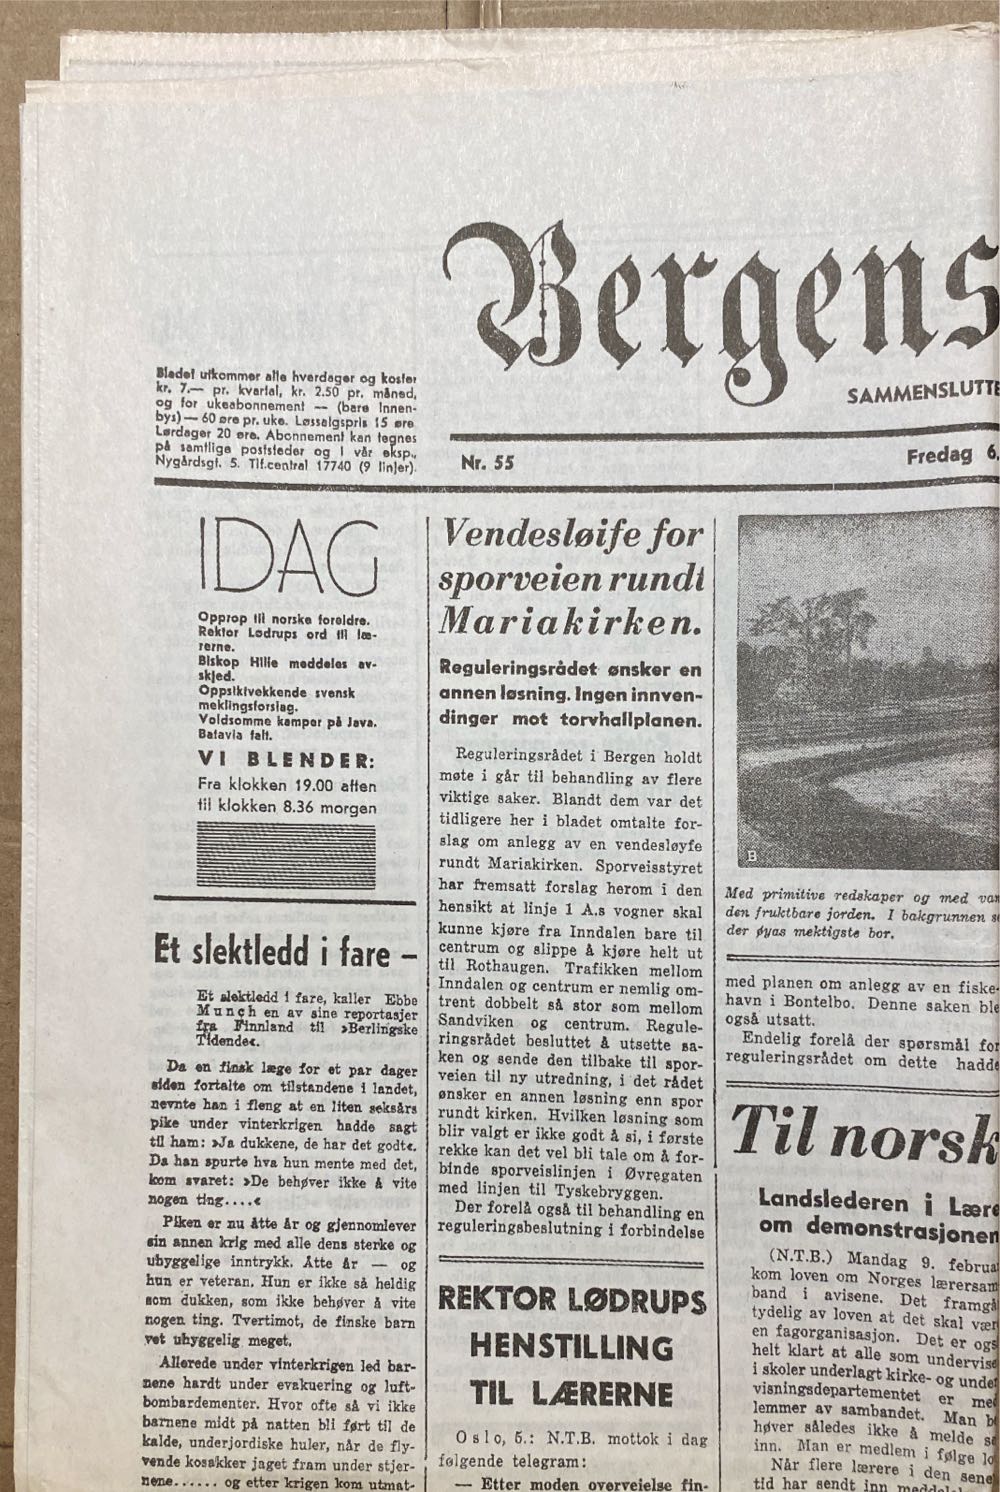 Bergens
SAMMENSLUTTE
Bladet utkommer alle hverdager og koster
kr. 7.— pr. kvartal, kr. 2.50 pr. måned,
og for ukeabonnement — (bare Innen-
bys) — 60 øre pr. uke. Løssalgspris 15 øre
Lørdager 20 øre. Abonnement kan tegnes
på samtlige poststeder og i vår eksp.,
Nygårdsgt. 5. Tlf.central 17740 (9 linjer).
Nr. 55
Fredag 6.
IDAG
Opprop til norske foreldre.
Rektor Lødrups ord til læ-
rerne.
Biskop Hille meddeles av-
skjed.
Oppsiktvekkende svensk
meklingsforslag.
Voldsomme kamper på Java.
Batavia falt.
VI BLENDER:
Fra klokken 19.00 aften
til klokken 8.36 morgen
Et slektledd i fare –
Et slektledd i fare, kaller Ebbe
Munch en av sine reportasjer
fra Finnland til »Berlingske
Tidende«.
Da en finsk læge for et par dager
siden fortalte om tilstandene i landet,
nevnte han i fleng at en liten seksårs
pike under vinterkrigen hadde sagt
til ham: »Ja dukkene, de har det godt«.
Da han spurte hva hun mente med det,
kom svaret: »De behøver ikke å vite
nogen ting....«
Piken er nu åtte år og gjennomlever
sin annen krig med alle dens sterke og
uhyggelige inntrykk. Åtte år — og
hun er veteran. Hun er ikke så heldig
som dukken, som ikke behøver å vite
nogen ting. Tvertimot, de finske barn
vet uhyggelig meget.
Allerede under vinterkrigen led bar-
nene hardt under evakuering og luft-
bombardementer. Hvor ofte så vi ikke
barnene midt på natten bli ført til de
kalde, underjordiske huler, når de fly-
vende kosakker jaget fram under stjer-
nene...... og etter krigen kom utmat-
Vendesløife for
sporveien rundt
Mariakirken.
Reguleringsrådet ønsker en
annen løsning. Ingen innven-
dinger mot torvhallplanen.
Reguleringsrådet i Bergen holdt
møte i går til behandling av flere
viktige saker. Blandt dem var det
tidligere her i bladet omtalte for-
slag om anlegg av en vendesløyfe
rundt Mariakirken. Sporveisstyret
har fremsatt forslag herom i den
hensikt at linje 1 A.s vogner skal
kunne kjøre fra Inndalen bare til
centrum og slippe å kjøre helt ut
til Rothaugen. Trafikken mellom
Inndalen og centrum er nemlig om-
trent dobbelt så stor som mellom
Sandviken og centrum. Regule-
ringsrådet besluttet å utsette sa-
ken og sende den tilbake til spor-
veien til ny utredning, i det rådet
ønsker en annen løsning enn spor
rundt kirken. Hvilken løsning som
blir valgt er ikke godt å si, i første
rekke kan det vel bli tale om å for-
binde sporveislinjen i Øvregaten
med linjen til Tyskebryggen.
Der forelå også til behandling en
reguleringsbeslutning i forbindelse
REKTOR LØDRUPS
HENSTILLING
TIL LÆRERNE
Oslo, 5.: N.T.B. mottok i dag
følgende telegram:
— Etter moden overveielse fin-
B
Med primitive redskaper og med van
den fruktbare jorden. I bakgrunnen s
der øyas mektigste bor.
med planen om anlegg av en fiske-
havn i Bontelbo. Denne saken ble
også utsatt.
Endelig forelå der spørsmål for
reguleringsrådet om dette hadde
Til norsk
Landslederen i Lære
om demonstrasjonen
(N.T.B.) Mandag 9. februa
kom loven om Norges lærersam
band i avisene. Det framgå
tydelig av loven at det skal vær
en fagorganisasjon. Det er ogs
helt klart at alle som undervise
i skoler underlagt kirke- og under
visningsdepartementet er med
lemmer av sambandet. Man b
høver således ikke å melde se
inn. Man er medlem i følge lo
Når flere lærere i den sene
tid har sendt inn